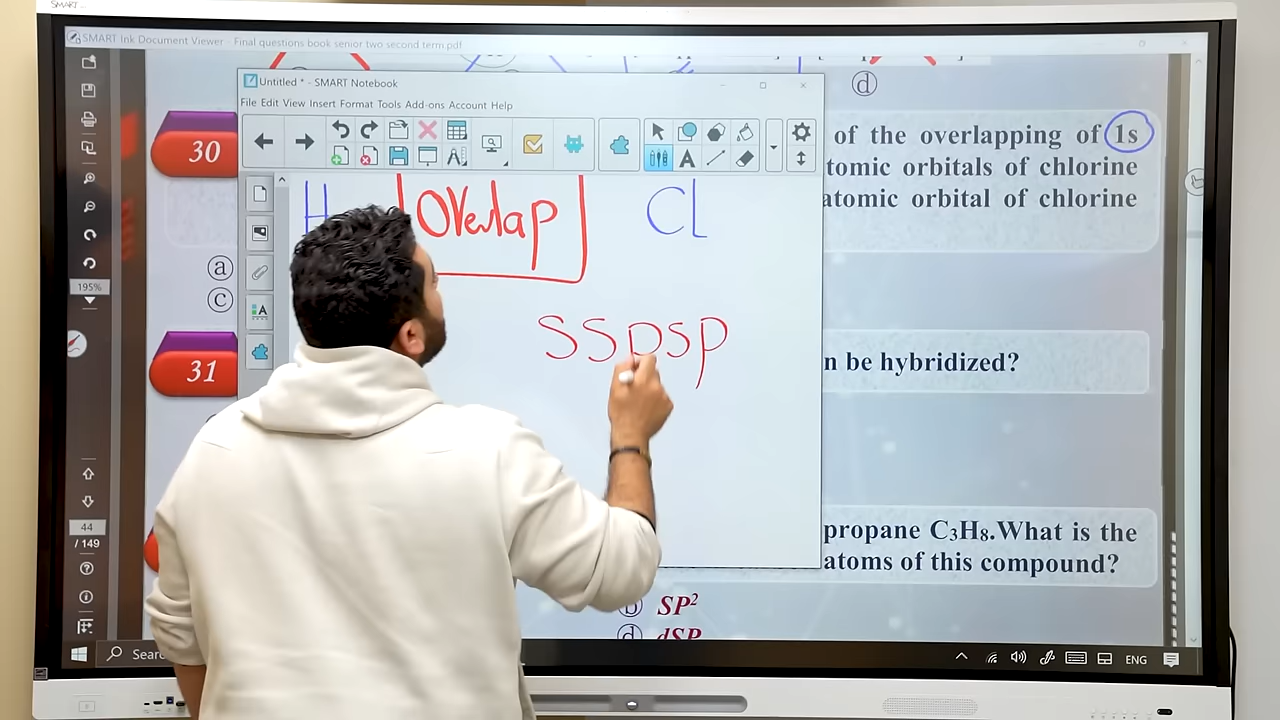 SMART
SMART Ink Document Viewer - Final questions book senior two second term.pdf
d
Untitled * - SMART Notebook
File Edit View Insert Format Tools Add-ons Account Help
30
of the overlapping of 1s
tomic orbitals of chlorine
atomic orbital of chlorine
H Overlap Cl
a
c
195%
A
SSPSP
31
n be hybridized?
44
/ 149
propane C₃H₈.What is the
atoms of this compound?
b SP²
d dSP
Searc
ENG